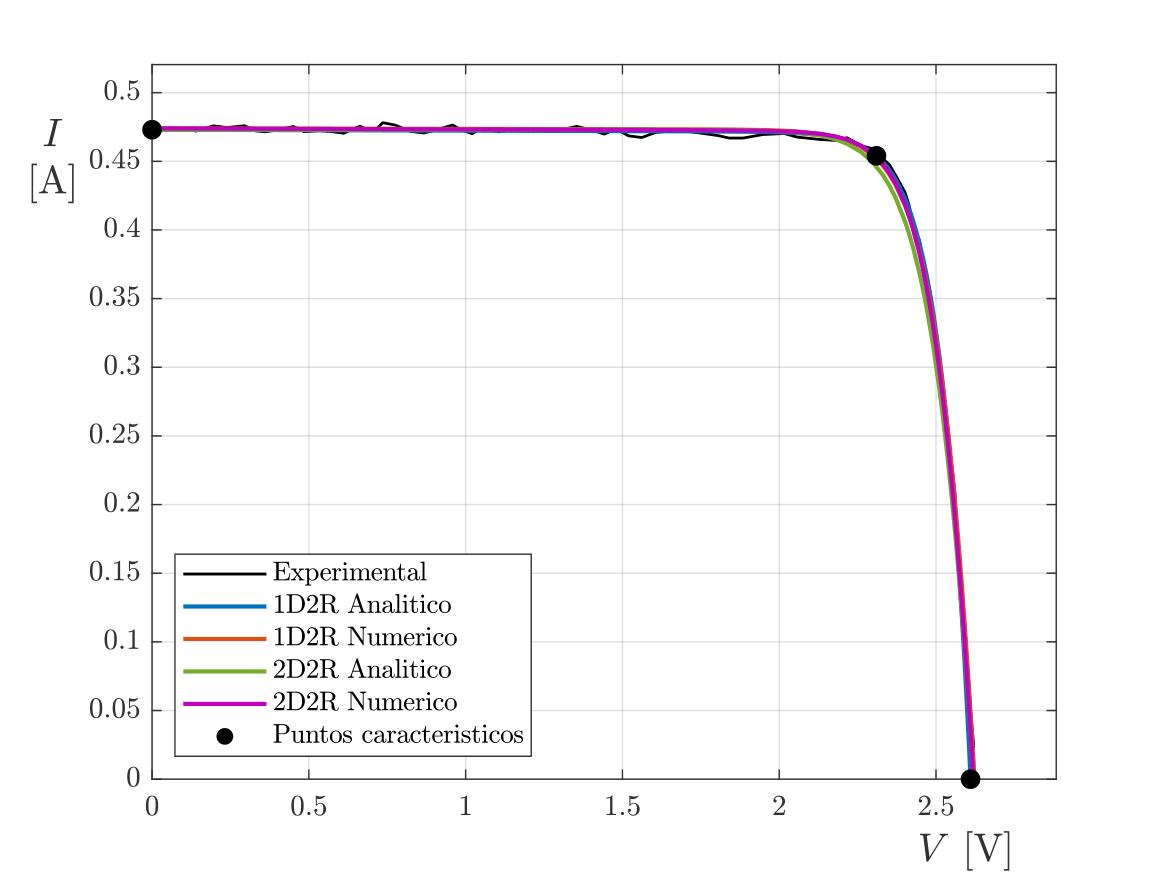 I
[A]
0.5
0.45
0.4
0.35
0.3
0.25
0.2
0.15
0.1
0.05
0
Experimental
1D2R Analitico
1D2R Numerico
2D2R Analitico
2D2R Numerico
Puntos caracteristicos
0 0.5 1 1.5 2 2.5
V [V]